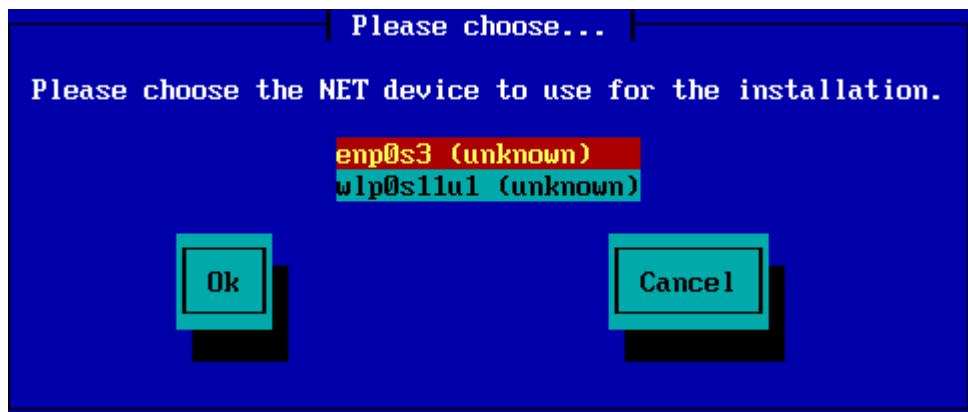 Please choose...
Please choose the NET device to use for the installation.
enp0s3 (unknown)
wlp0s11u1 (unknown)
Ok
Cancel